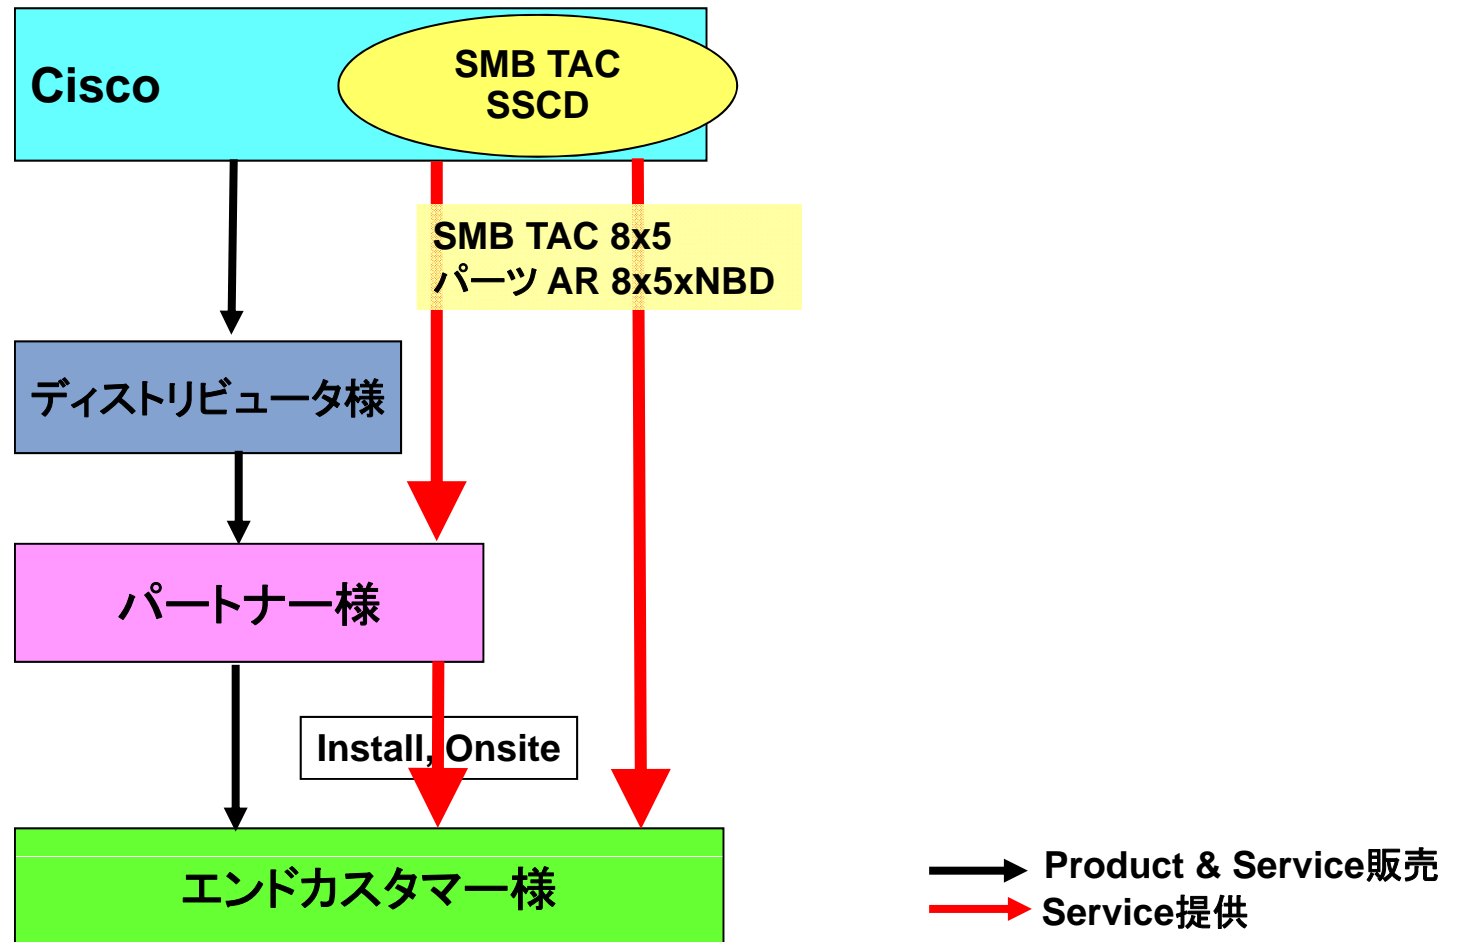 Cisco
SMB TAC
SSCD
SMB TAC 8x5
パーツ AR 8x5xNBD
ディストリビュータ様
パートナー様
Install, Onsite
エンドカスタマー様
Product & Service販売
Service提供